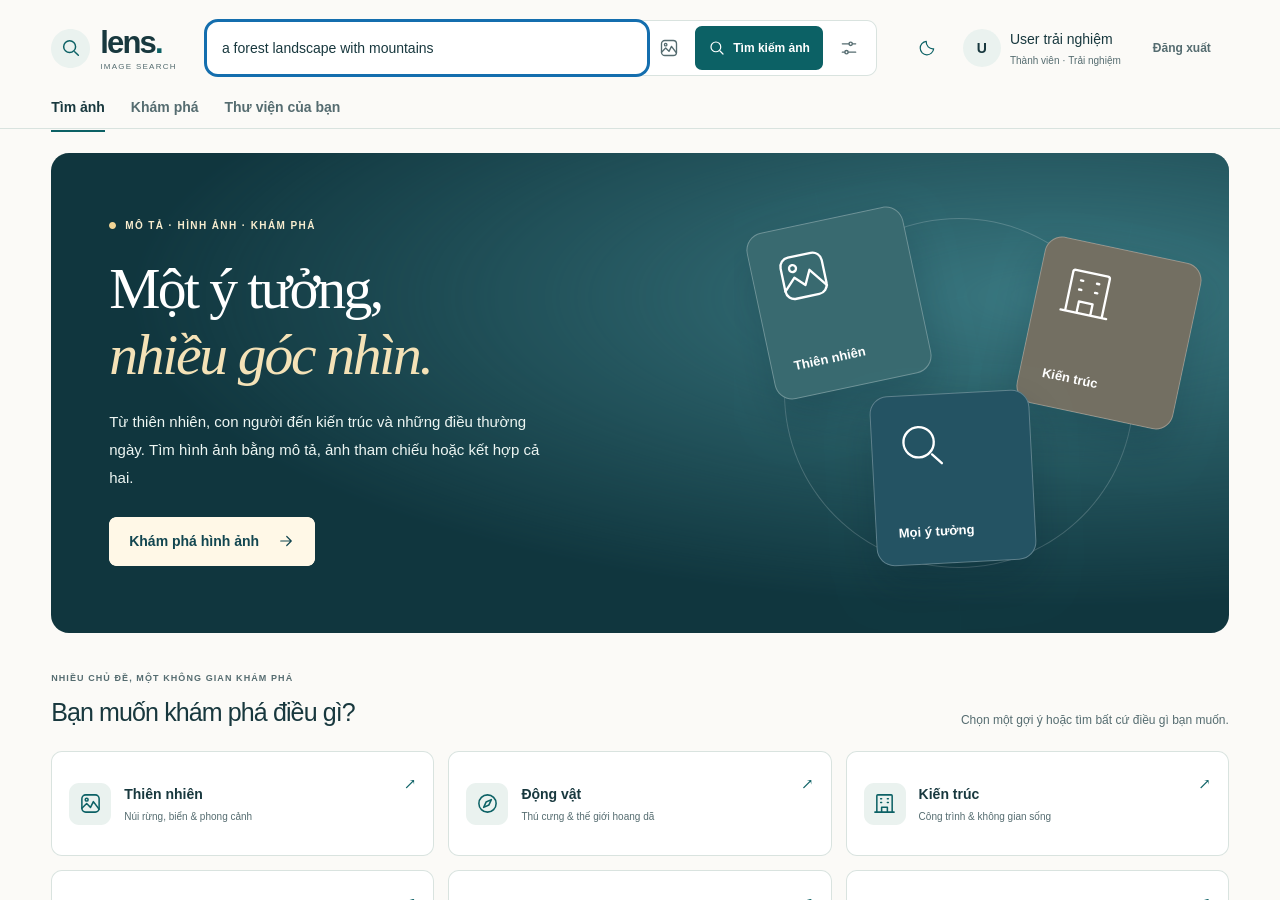 lens.
IMAGE SEARCH
a forest landscape with mountains
Tìm kiếm ảnh
U
User trải nghiệm
Thành viên · Trải nghiệm
Đăng xuất
Tìm ảnh
Khám phá
Thư viện của bạn
MÔ TẢ · HÌNH ẢNH · KHÁM PHÁ
Một ý tưởng,
nhiều góc nhìn.
Từ thiên nhiên, con người đến kiến trúc và những điều thường
ngày. Tìm hình ảnh bằng mô tả, ảnh tham chiếu hoặc kết hợp cả
hai.
Khám phá hình ảnh
Thiên nhiên
Kiến trúc
Mọi ý tưởng
NHIỀU CHỦ ĐỀ, MỘT KHÔNG GIAN KHÁM PHÁ
Bạn muốn khám phá điều gì?
Chọn một gợi ý hoặc tìm bất cứ điều gì bạn muốn.
Thiên nhiên
Núi rừng, biển & phong cảnh
Động vật
Thú cưng & thế giới hoang dã
Kiến trúc
Công trình & không gian sống